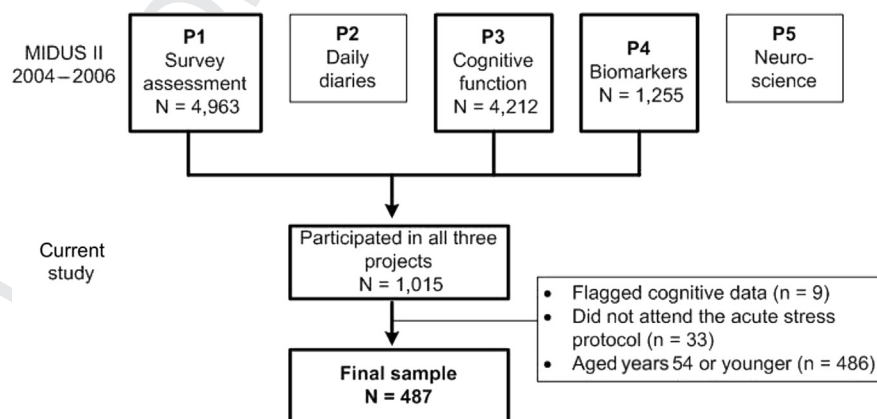 MIDUS II
2004–2006
P1
Survey
assessment
N = 4,963
P2
Daily
diaries
P3
Cognitive
function
N = 4,212
P4
Biomarkers
N = 1,255
P5
Neuro-
science
Current
study
Participated in all three
projects
N = 1,015
• Flagged cognitive data (n = 9)
• Did not attend the acute stress
protocol (n = 33)
• Aged years 54 or younger (n = 486)
Final sample
N = 487